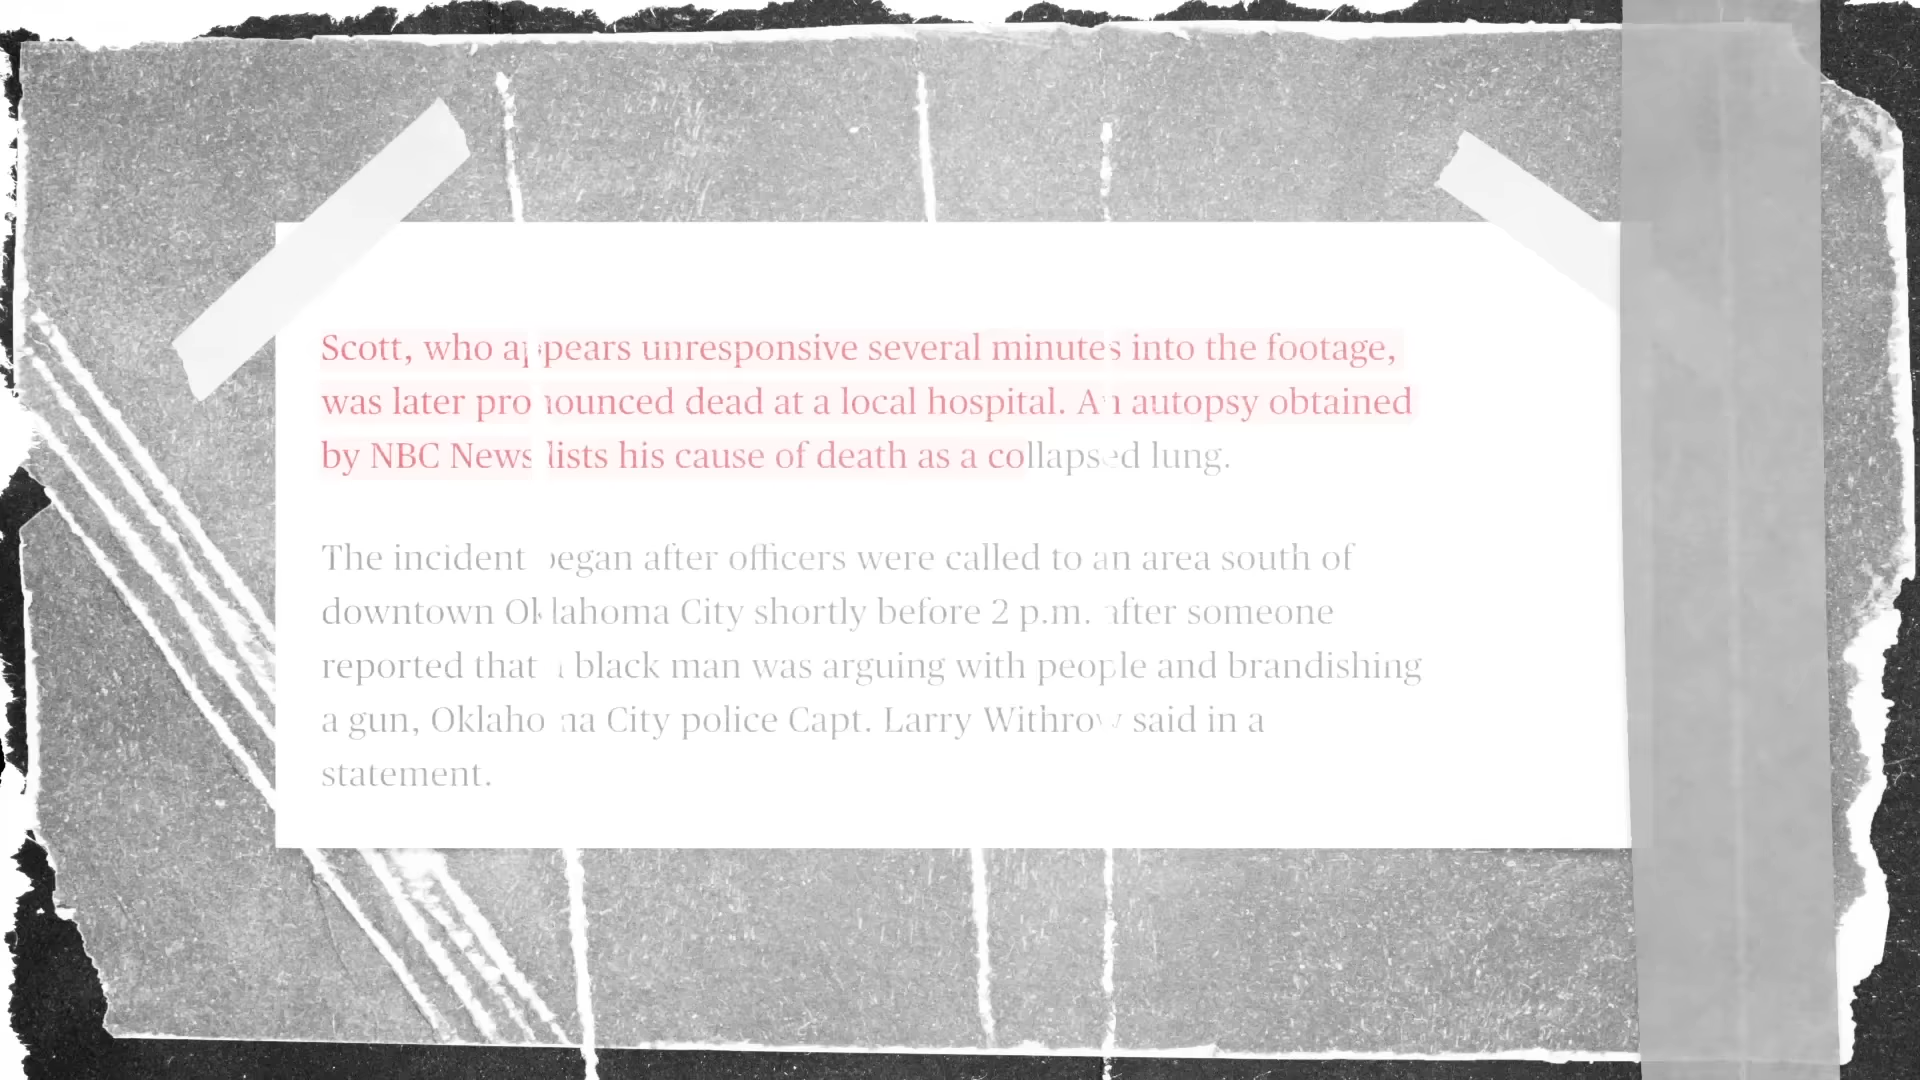 Scott, who appears unresponsive several minutes into the footage,
was later pronounced dead at a local hospital. An autopsy obtained
by NBC News lists his cause of death as a collapsed lung.
The incident began after officers were called to an area south of
downtown Oklahoma City shortly before 2 p.m. after someone
reported that a black man was arguing with people and brandishing
a gun, Oklahoma City police Capt. Larry Withrow said in a
statement.